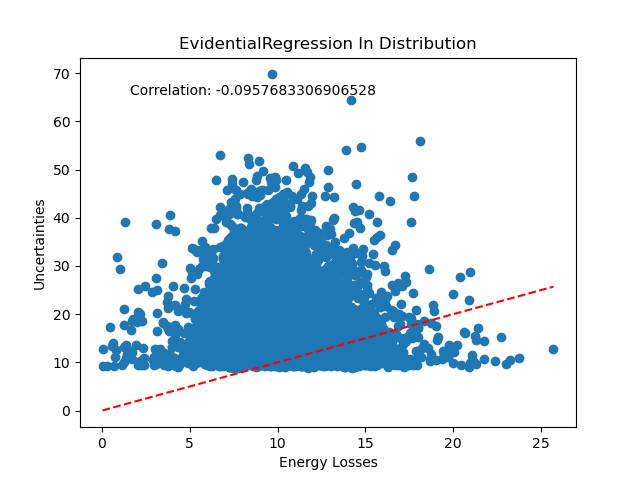 EvidentialRegression In Distribution
Correlation: -0.0957683306906528
70
60
50
40
30
20
10
0
Uncertainties
0 5 10 15 20 25
Energy Losses